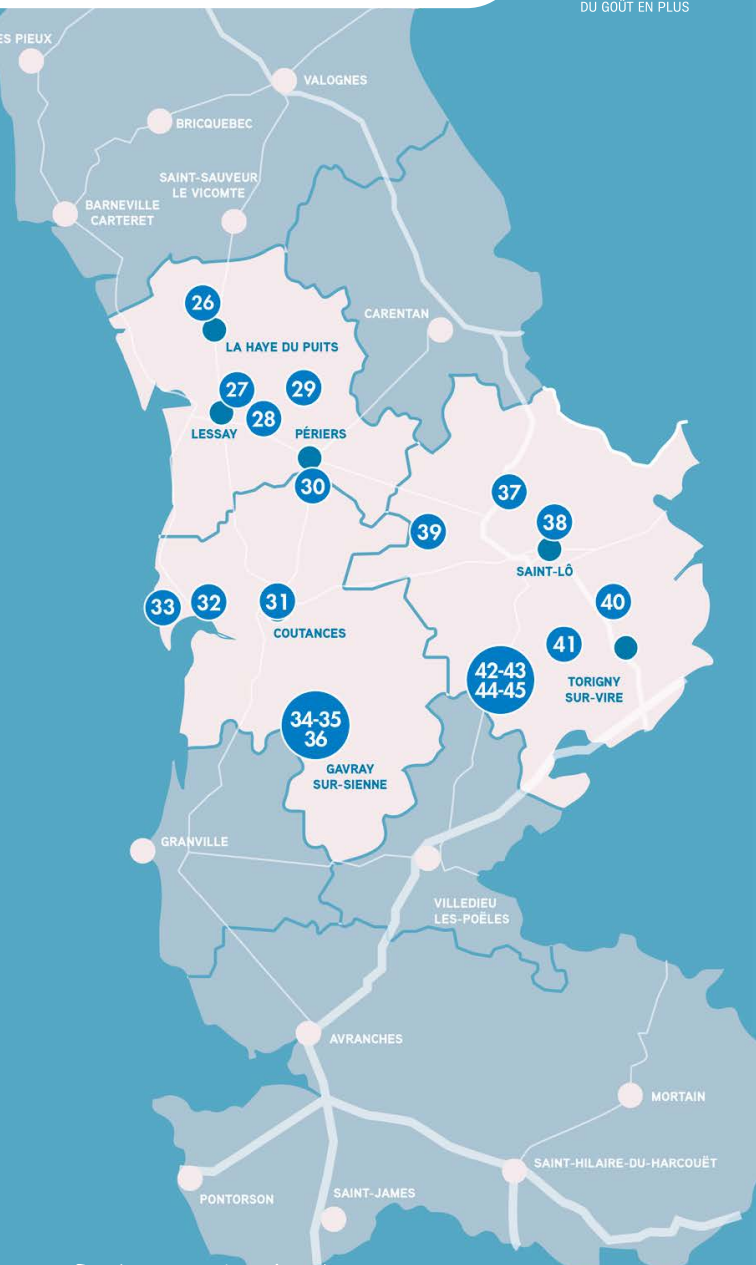 DU GOÛT EN PLUS
ES PIEUX
VALOGNES
BRICQUEBEC
SAINT-SAUVEUR
LE VICOMTE
BARNEVILLE
CARTERET
26
CARENTAN
LA HAYE DU PUITS
27
29
28
LESSAY
PÉRIERS
30
37
38
39
SAINT-LÔ
33
32
31
40
COUTANCES
41
42-43
44-45
TORIGNY
SUR-VIRE
34-35
36
GAVRAY
SUR-SIENNE
GRANVILLE
VILLEDIEU
LES-POËLES
AVRANCHES
MORTAIN
SAINT-HILAIRE-DU-HARCOUËT
SAINT-JAMES
PONTORSON